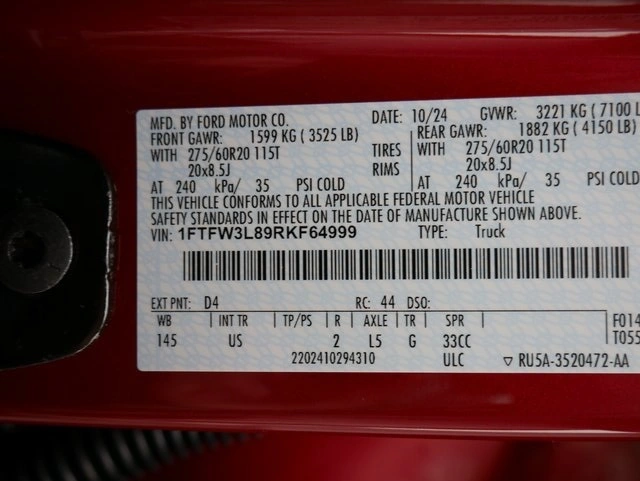 MFD. BY FORD MOTOR CO. DATE: 10/24 GVWR: 3221 KG (7100 L
FRONT GAWR: 1599 KG (3525 LB) REAR GAWR: 1882 KG (4150 LB)
WITH 275/60R20 115T TIRES WITH 275/60R20 115T
20x8.5J RIMS 20x8.5J
AT 240 kPa/ 35 PSI COLD AT 240 kPa/ 35 PSI COLD
THIS VEHICLE CONFORMS TO ALL APPLICABLE FEDERAL MOTOR VEHICLE
SAFETY STANDARDS IN EFFECT ON THE DATE OF MANUFACTURE SHOWN ABOVE.
VIN: 1FTFW3L89RKF64999 TYPE: Truck
EXT PNT: D4 RC: 44 DSO:
WB | INT TR | TP/PS | R | AXLE | TR | SPR | F014
145 US 2 L5 G 33CC T055
2202410294310 ULC ▽ RU5A-3520472-AA